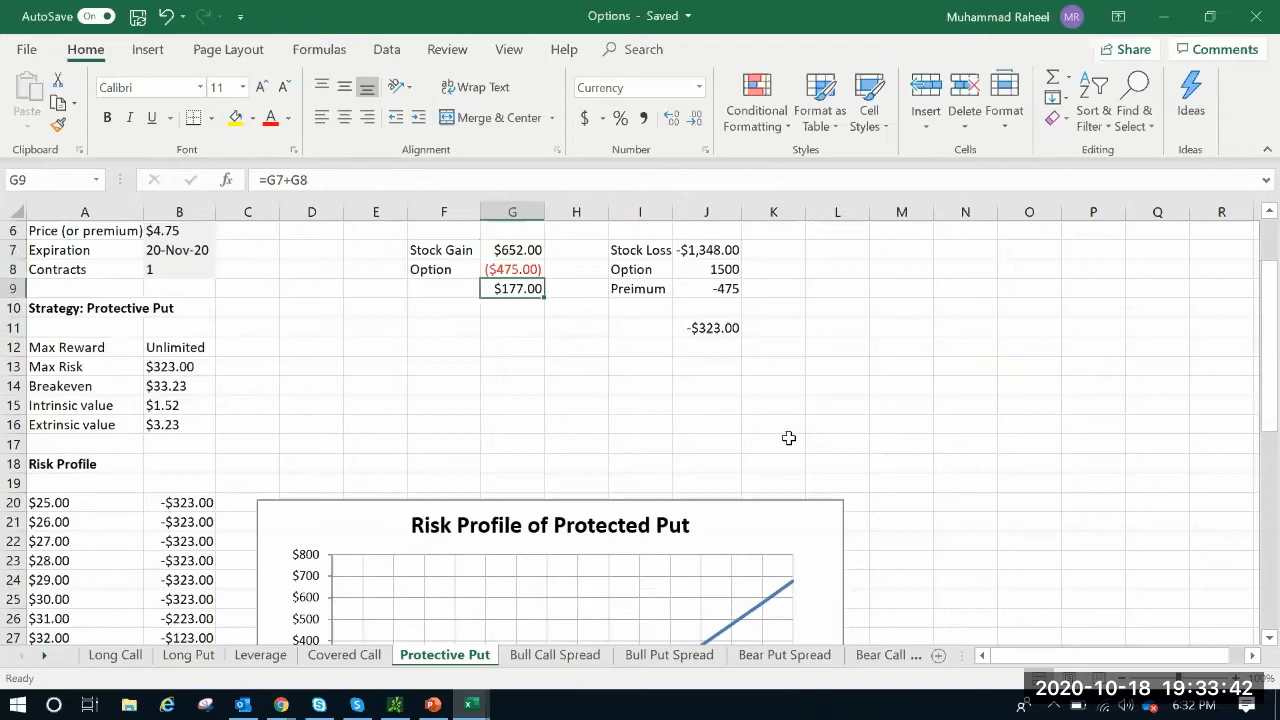 AutoSave On Options - Saved Muhammad Raheel MR
File Home Insert Page Layout Formulas Data Review View Help Search Share Comments
Paste Calibri 11 Wrap Text Currency Conditional Formatting Format as Table Cell Styles Insert Delete Format Sort & Filter Find & Select Ideas
B I U A Merge & Center $ %
Clipboard Font Alignment Number Styles Cells Editing Ideas
G9 fx =G7+G8
A B C D E F G H I J K L M N O P Q R
6 Price (or premium) $4.75
7 Expiration 20-Nov-20 Stock Gain $652.00 Stock Loss -$1,348.00
8 Contracts 1 Option ($475.00) Option 1500
9 $177.00 Preimum -475
10 Strategy: Protective Put
11 -$323.00
12 Max Reward Unlimited
13 Max Risk $323.00
14 Breakeven $33.23
15 Intrinsic value $1.52
16 Extrinsic value $3.23
17
18 Risk Profile
19
20 $25.00 -$323.00
21 $26.00 -$323.00
22 $27.00 -$323.00
23 $28.00 -$323.00
24 $29.00 -$323.00
25 $30.00 -$323.00
26 $31.00 -$223.00
27 $32.00 -$123.00
Risk Profile of Protected Put
$800
$700
$600
$500
$400
Long Call Long Put Leverage Covered Call Protective Put Bull Call Spread Bull Put Spread Bear Put Spread Bear Call ...
Ready 100%
2020-10-18 19:33:42
6:32 PM